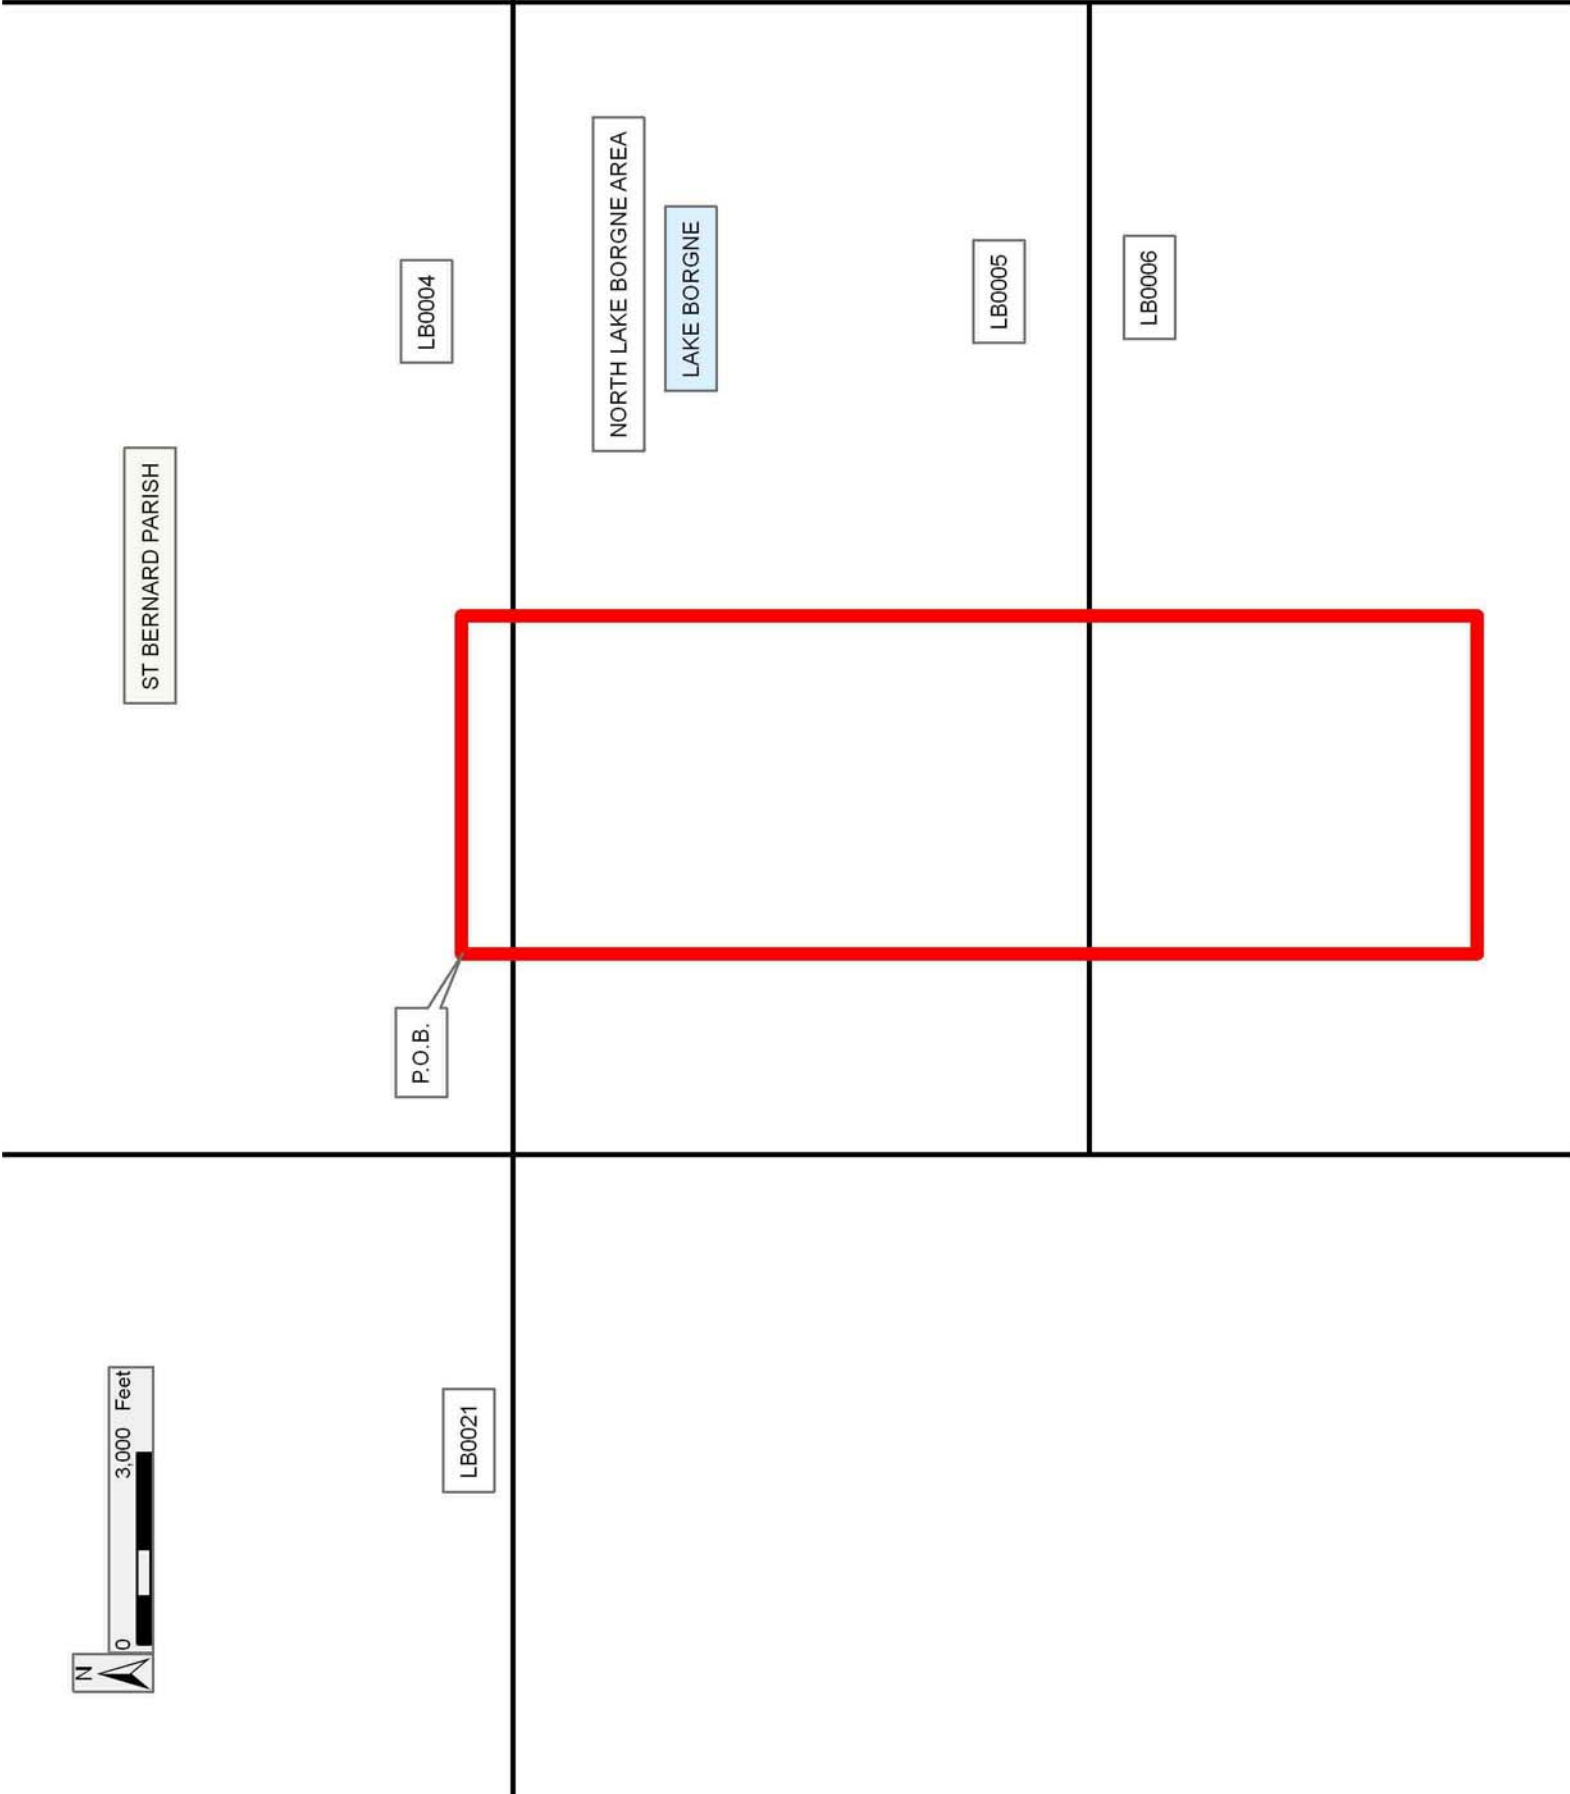 ST BERNARD PARISH
LB0004
NORTH LAKE BORGNE AREA
LAKE BORGNE
LB0005
LB0006
P.O.B.
LB0021
N
0 3,000 Feet